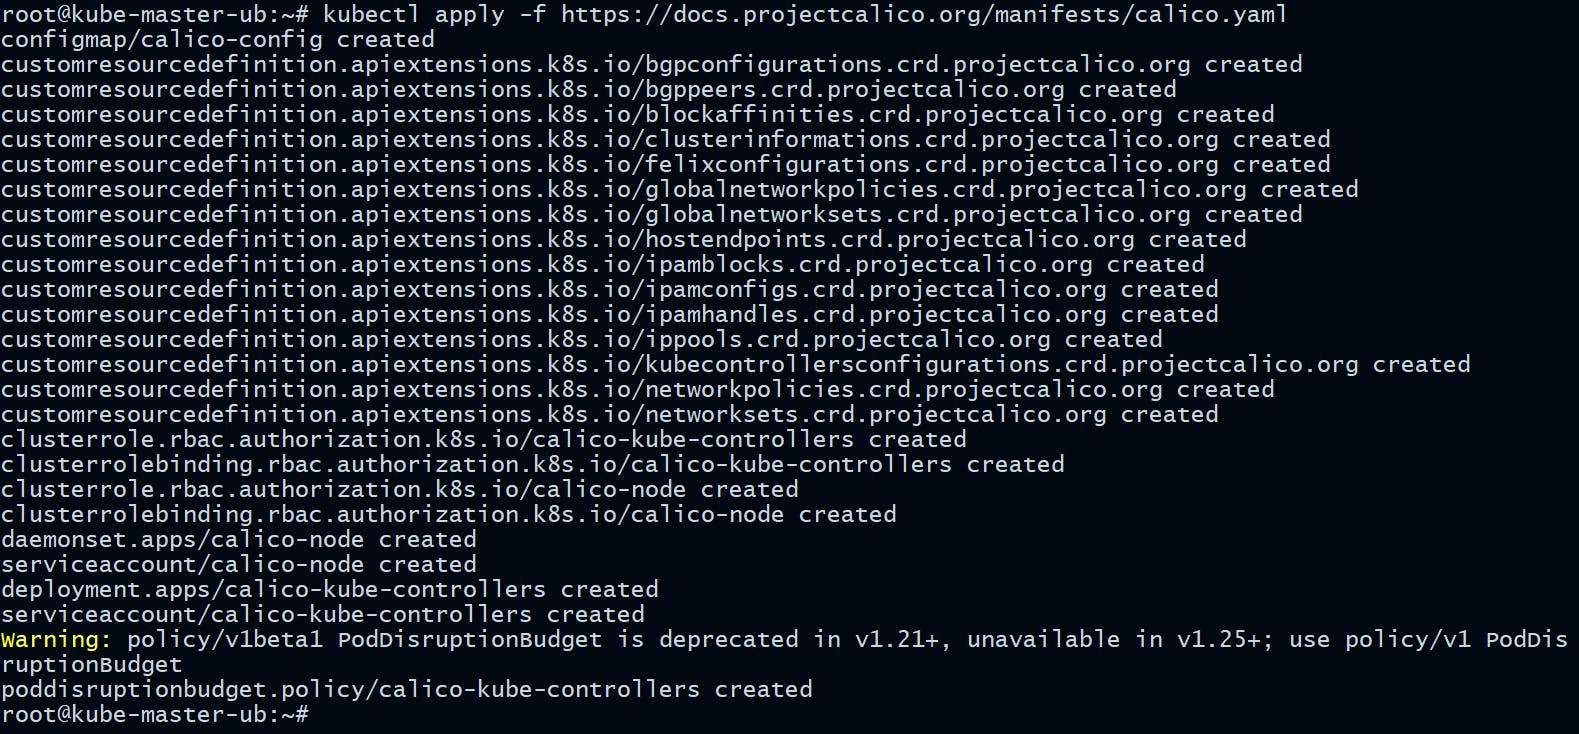 root@kube-master-ub:~# kubectl apply -f https://docs.projectcalico.org/manifests/calico.yaml
configmap/calico-config created
customresourcedefinition.apiextensions.k8s.io/bgpconfigurations.crd.projectcalico.org created
customresourcedefinition.apiextensions.k8s.io/bgppeers.crd.projectcalico.org created
customresourcedefinition.apiextensions.k8s.io/blockaffinities.crd.projectcalico.org created
customresourcedefinition.apiextensions.k8s.io/clusterinformations.crd.projectcalico.org created
customresourcedefinition.apiextensions.k8s.io/felixconfigurations.crd.projectcalico.org created
customresourcedefinition.apiextensions.k8s.io/globalnetworkpolicies.crd.projectcalico.org created
customresourcedefinition.apiextensions.k8s.io/globalnetworksets.crd.projectcalico.org created
customresourcedefinition.apiextensions.k8s.io/hostendpoints.crd.projectcalico.org created
customresourcedefinition.apiextensions.k8s.io/ipamblocks.crd.projectcalico.org created
customresourcedefinition.apiextensions.k8s.io/ipamconfigs.crd.projectcalico.org created
customresourcedefinition.apiextensions.k8s.io/ipamhandles.crd.projectcalico.org created
customresourcedefinition.apiextensions.k8s.io/ippools.crd.projectcalico.org created
customresourcedefinition.apiextensions.k8s.io/kubecontrollersconfigurations.crd.projectcalico.org created
customresourcedefinition.apiextensions.k8s.io/networkpolicies.crd.projectcalico.org created
customresourcedefinition.apiextensions.k8s.io/networksets.crd.projectcalico.org created
clusterrole.rbac.authorization.k8s.io/calico-kube-controllers created
clusterrolebinding.rbac.authorization.k8s.io/calico-kube-controllers created
clusterrole.rbac.authorization.k8s.io/calico-node created
clusterrolebinding.rbac.authorization.k8s.io/calico-node created
daemonset.apps/calico-node created
serviceaccount/calico-node created
deployment.apps/calico-kube-controllers created
serviceaccount/calico-kube-controllers created
Warning: policy/v1beta1 PodDisruptionBudget is deprecated in v1.21+, unavailable in v1.25+; use policy/v1 PodDis
ruptionBudget
poddisruptionbudget.policy/calico-kube-controllers created
root@kube-master-ub:~#